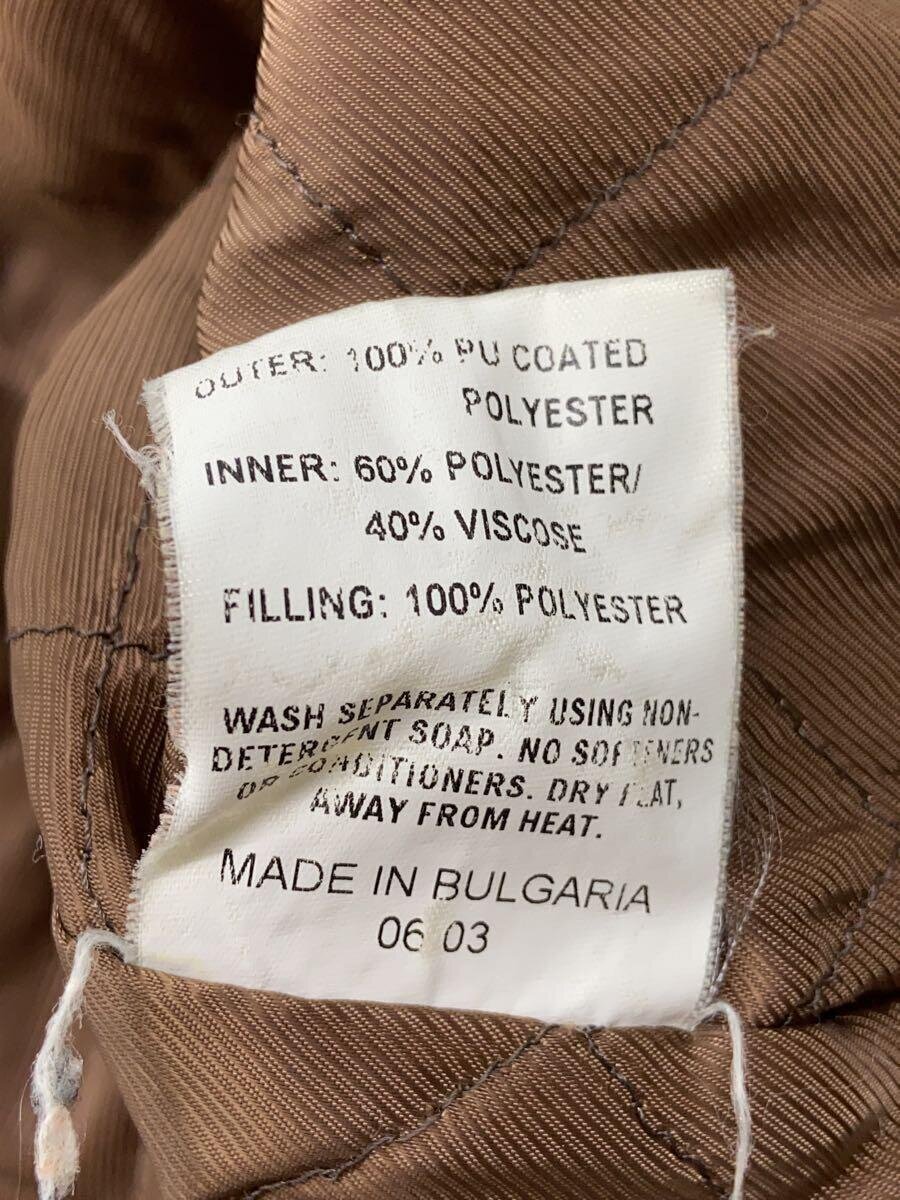 OUTER: 100% PU COATED
POLYESTER
INNER: 60% POLYESTER/
40% VISCOSE
FILLING: 100% POLYESTER
WASH SEPARATELY USING NON-
DETERGENT SOAP. NO SOFTENERS
OR CONDITIONERS. DRY FLAT,
AWAY FROM HEAT.
MADE IN BULGARIA
06 03